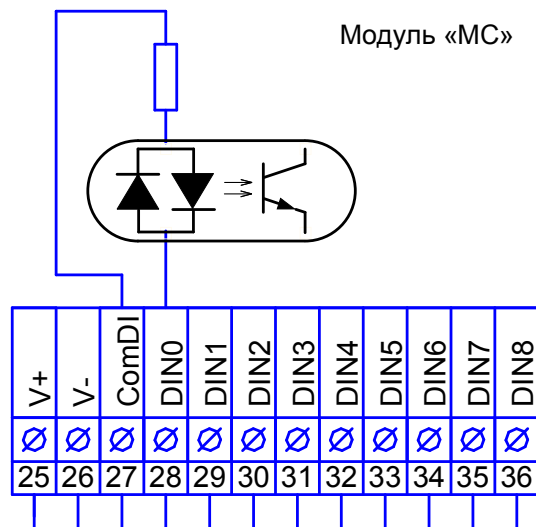 Модуль «МС»
V+ V- ComDI DIN0 DIN1 DIN2 DIN3 DIN4 DIN5 DIN6 DIN7 DIN8
25 26 27 28 29 30 31 32 33 34 35 36